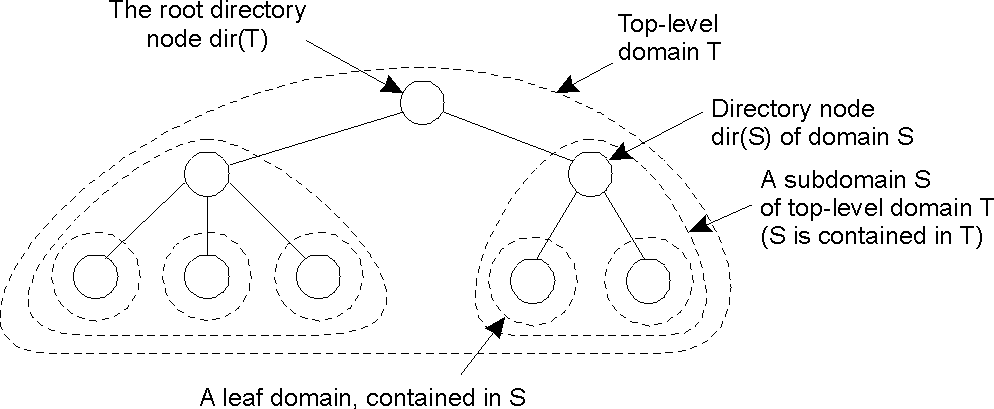 The root directory
node dir(T)
Top-level
domain T
Directory node
dir(S) of domain S
A subdomain S
of top-level domain T
(S is contained in T)
A leaf domain, contained in S